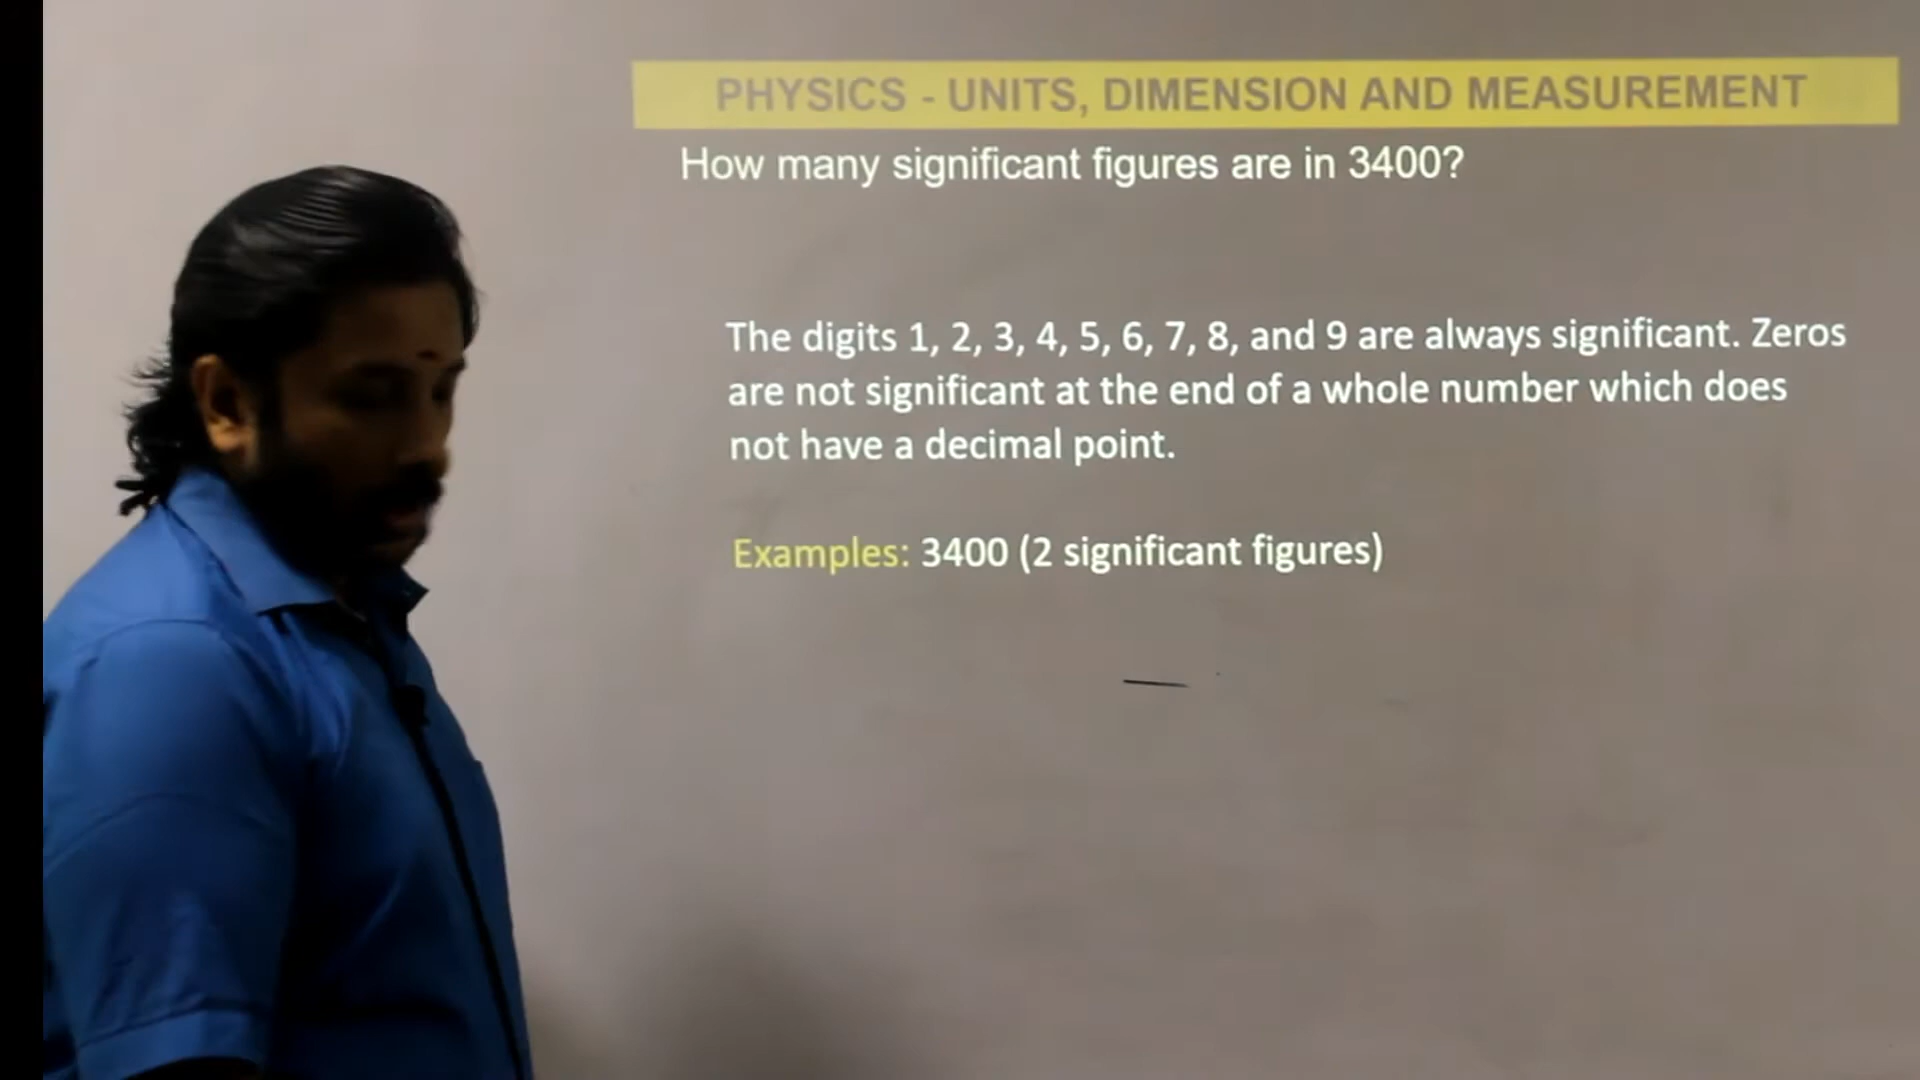 PHYSICS - UNITS, DIMENSION AND MEASUREMENT
How many significant figures are in 3400?
The digits 1, 2, 3, 4, 5, 6, 7, 8, and 9 are always significant. Zeros
are not significant at the end of a whole number which does
not have a decimal point.
Examples: 3400 (2 significant figures)